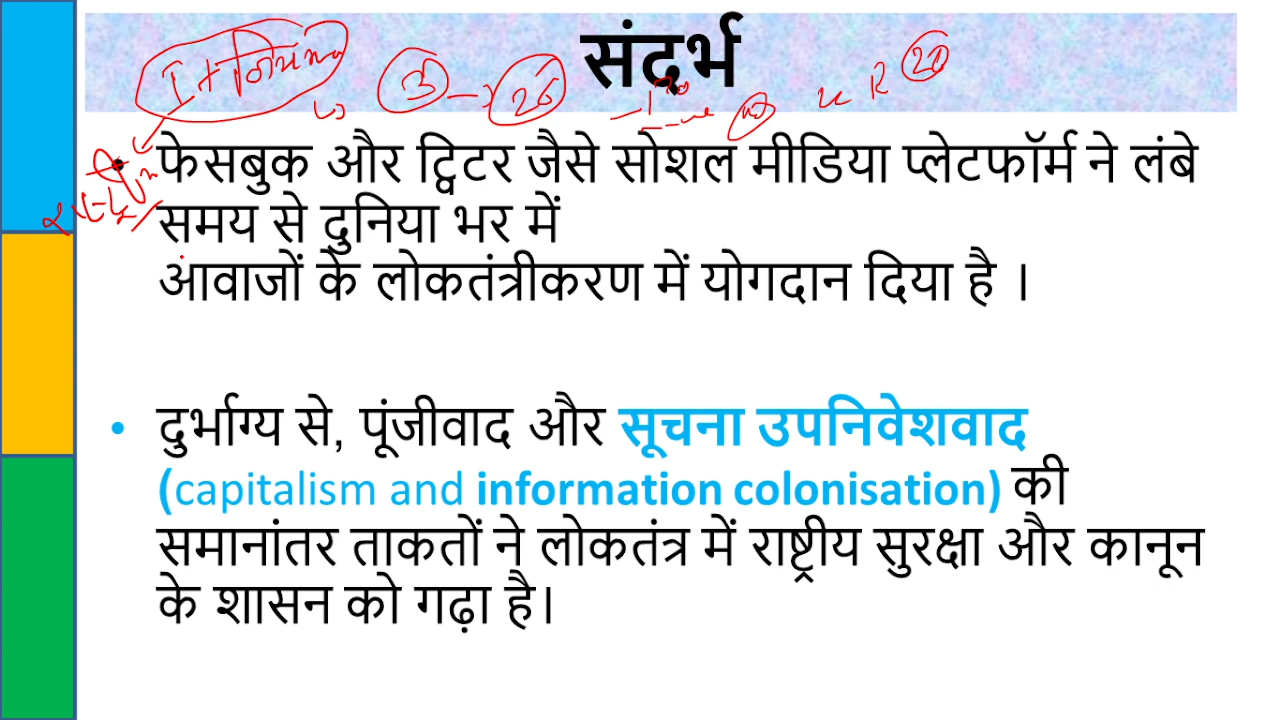 संदर्भ
I + नियंत्रण
• फेसबुक और ट्विटर जैसे सोशल मीडिया प्लेटफॉर्म ने लंबे
समय से दुनिया भर में
आवाजों के लोकतंत्रीकरण में योगदान दिया है ।
• दुर्भाग्य से, पूंजीवाद और सूचना उपनिवेशवाद
(capitalism and information colonisation) की
समानांतर ताकतों ने लोकतंत्र में राष्ट्रीय सुरक्षा और कानून
के शासन को गढ़ा है।